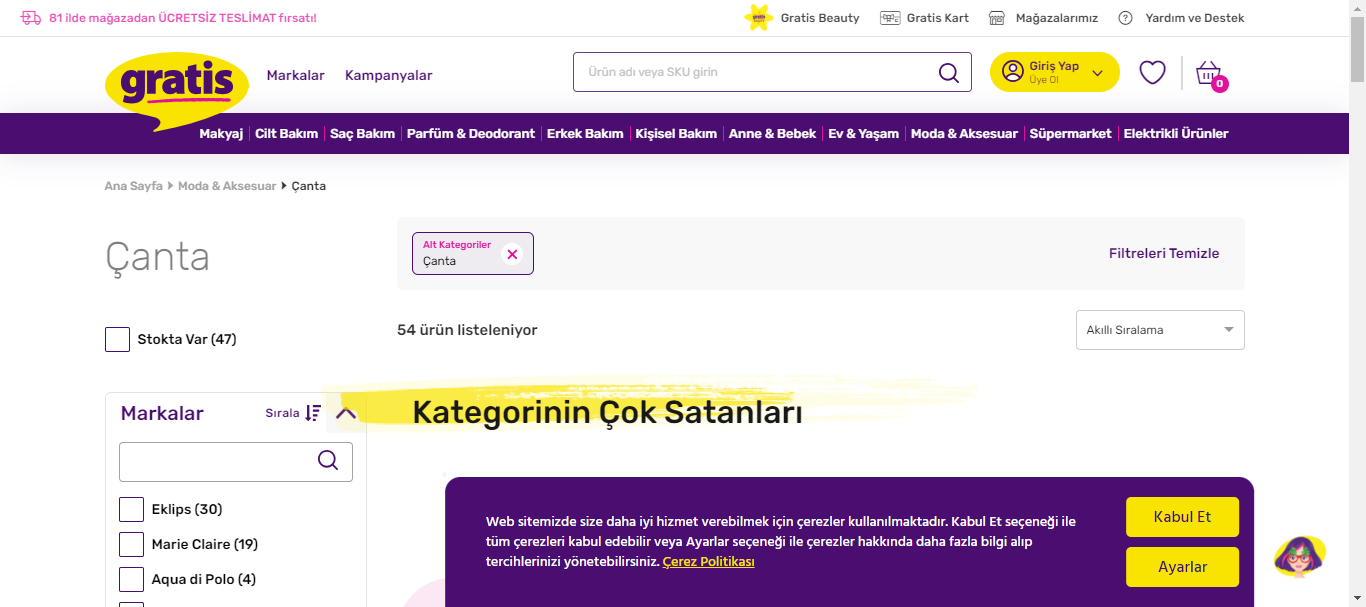 81 ilde mağazadan ÜCRETSİZ TESLİMAT fırsatı!
Gratis Beauty
Gratis Kart
Mağazalarımız
Yardım ve Destek
gratis
Markalar
Kampanyalar
Ürün adı veya SKU girin
Giriş Yap
Üye Ol
0
Makyaj
Cilt Bakım
Saç Bakım
Parfüm & Deodorant
Erkek Bakım
Kişisel Bakım
Anne & Bebek
Ev & Yaşam
Moda & Aksesuar
Süpermarket
Elektrikli Ürünler
Ana Sayfa
Moda & Aksesuar
Çanta
Çanta
Alt Kategoriler
Çanta
Filtreleri Temizle
Stokta Var (47)
54 ürün listeleniyor
Akıllı Sıralama
Markalar
Sırala
Kategorinin Çok Satanları
Eklips (30)
Marie Claire (19)
Aqua di Polo (4)
Web sitemizde size daha iyi hizmet verebilmek için çerezler kullanılmaktadır. Kabul Et seçeneği ile
tüm çerezleri kabul edebilir veya Ayarlar seçeneği ile çerezler hakkında daha fazla bilgi alıp
tercihlerinizi yönetebilirsiniz. Çerez Politikası
Kabul Et
Ayarlar